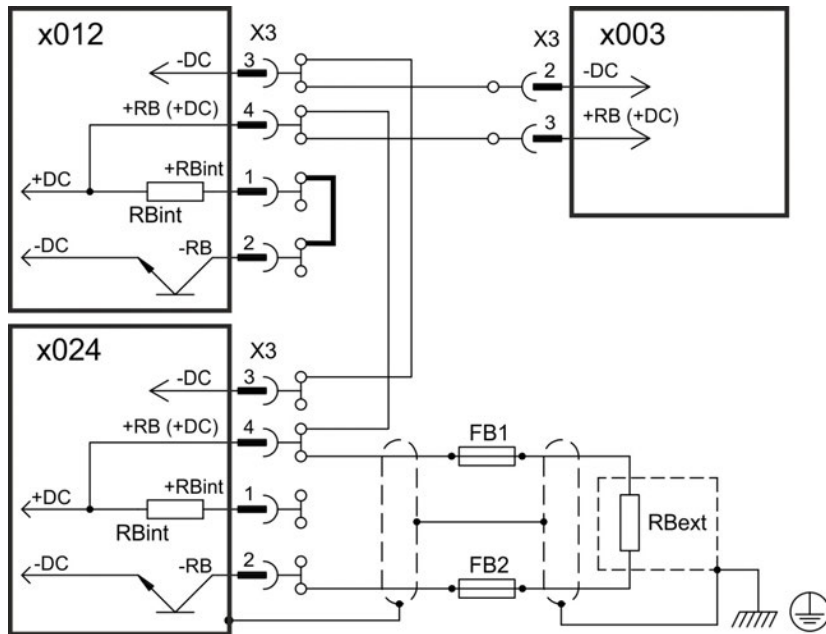 x012
X3
-DC
3
+RB (+DC)
4
+DC
+RBint
1
RBint
-DC
-RB
2
X3
x003
2
-DC
3
+RB (+DC)
x024
X3
-DC
3
+RB (+DC)
4
+DC
+RBint
1
RBint
-DC
-RB
2
FB1
RBext
FB2